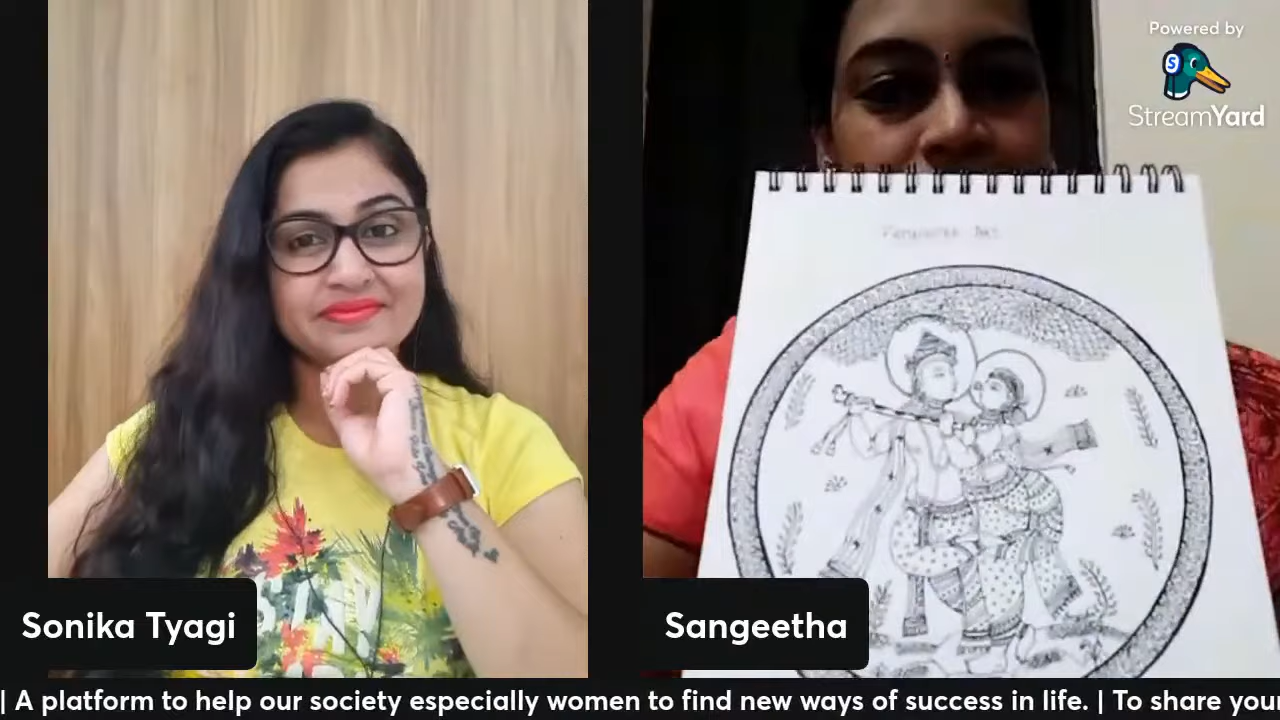 Powered by
StreamYard
Sonika Tyagi
Sangeetha
| A platform to help our society especially women to find new ways of success in life. | To share your